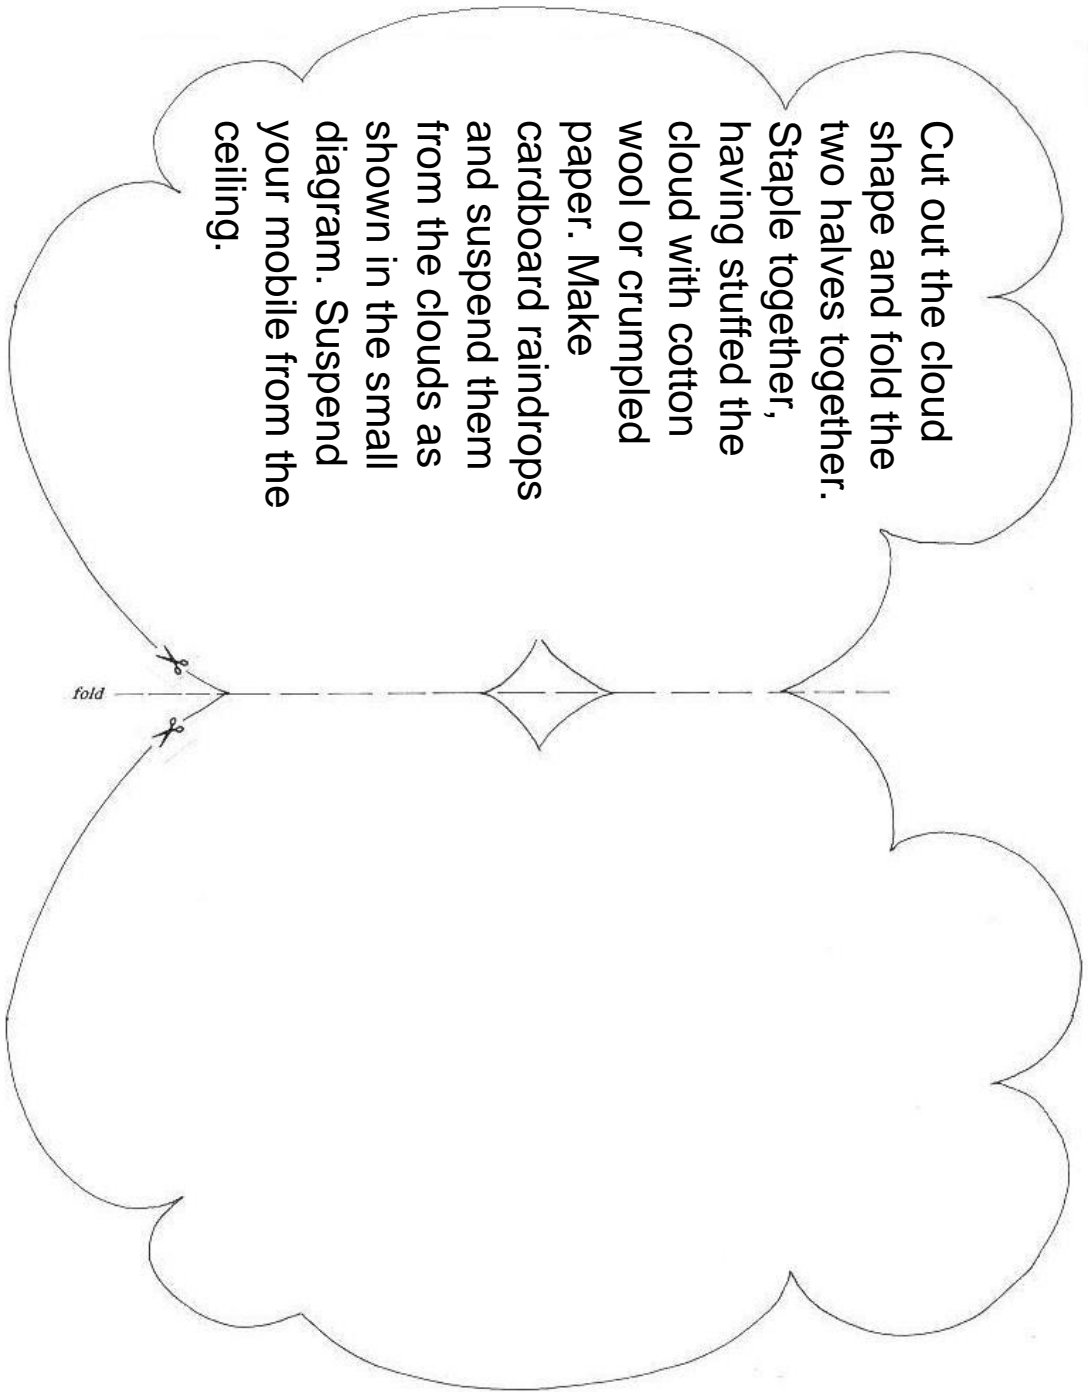 Cut out the cloud
shape and fold the
two halves together.
Staple together,
having stuffed the
cloud with cotton
wool or crumpled
paper. Make
cardboard raindrops
and suspend them
from the clouds as
shown in the small
diagram. Suspend
your mobile from the
ceiling.
fold